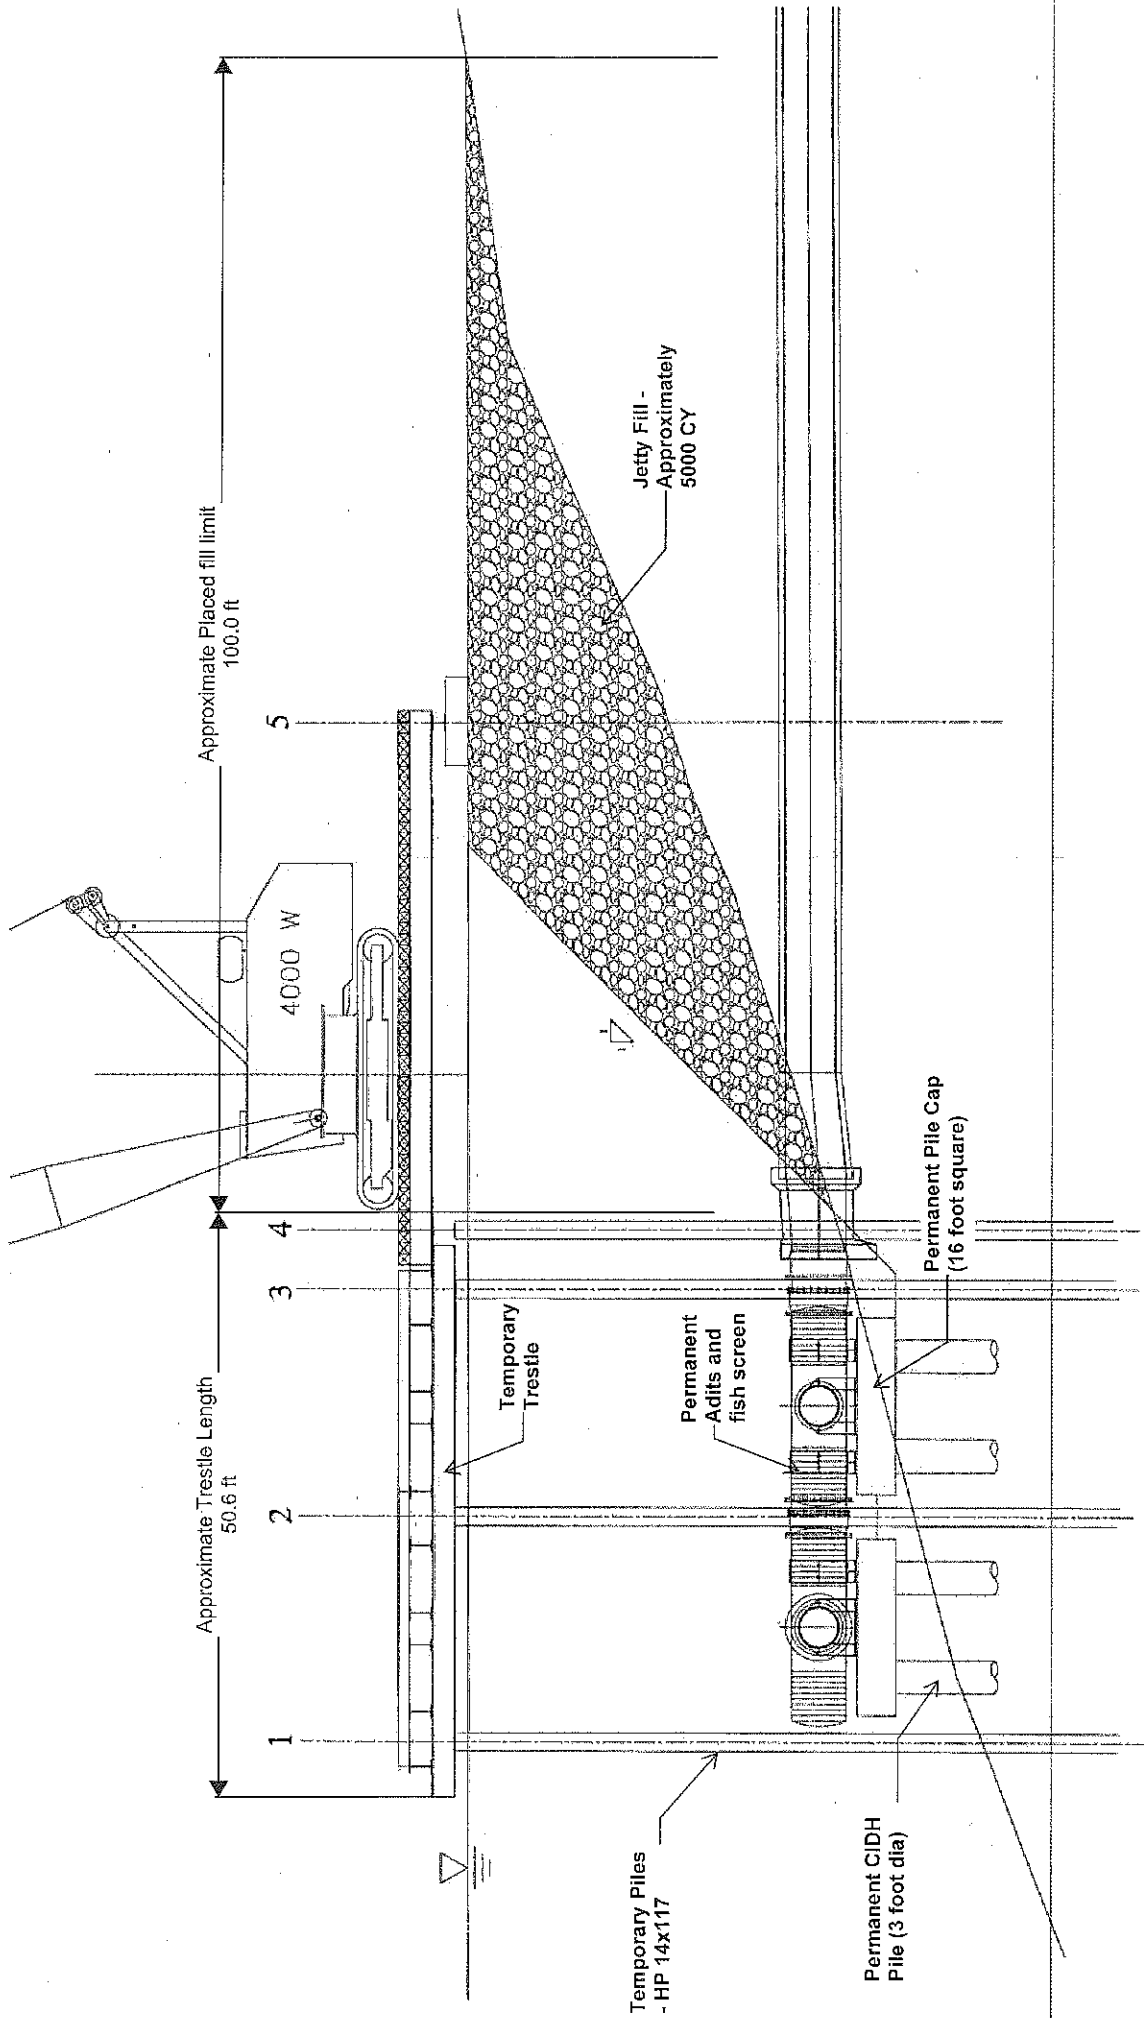 Approximate Trestle Length
50.6 ft
Approximate Placed fill limit
100.0 ft
1
2
3
4
5
4000 W
Temporary
Trestle
Jetty Fill -
Approximately
5000 CY
Permanent
Adits and
fish screen
Temporary Piles
- HP 14x117
Permanent Pile Cap
(16 foot square)
Permanent CIDH
Pile (3 foot dia)